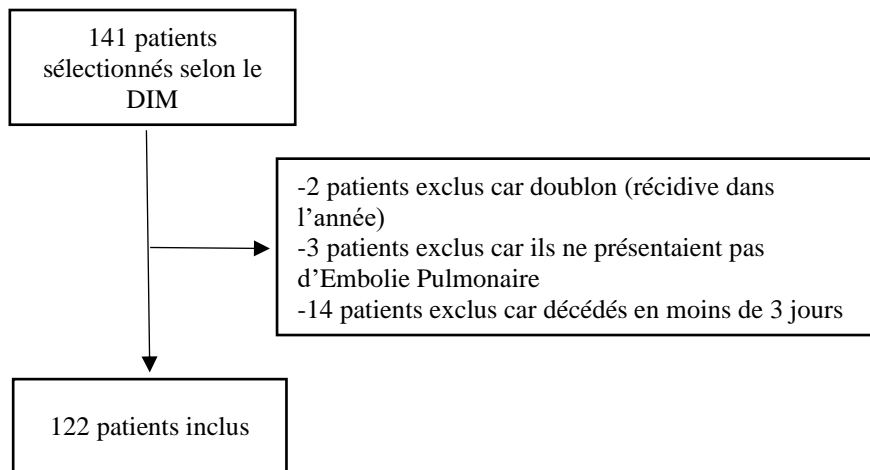 141 patients
sélectionnés selon le
DIM
-2 patients exclus car doublon (récidive dans
l’année)
-3 patients exclus car ils ne présentaient pas
d’Embolie Pulmonaire
-14 patients exclus car décédés en moins de 3 jours
122 patients inclus